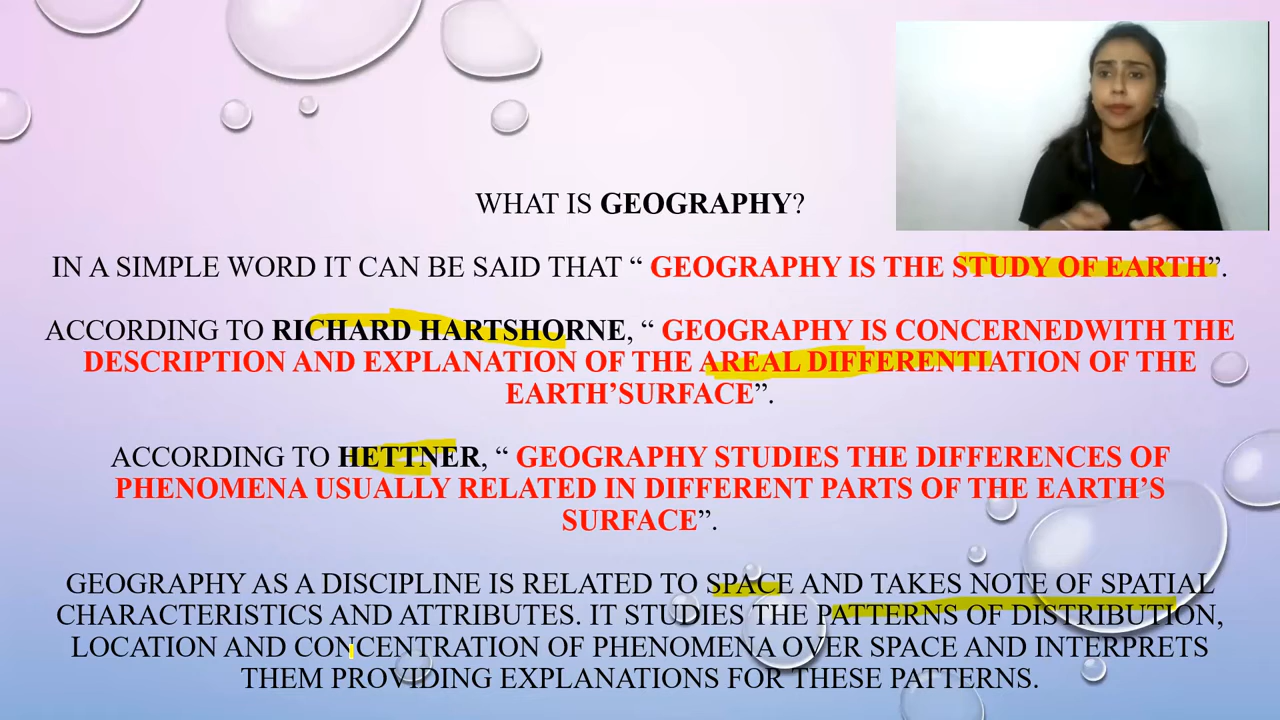 WHAT IS GEOGRAPHY?
IN A SIMPLE WORD IT CAN BE SAID THAT “ GEOGRAPHY IS THE STUDY OF EARTH”.
ACCORDING TO RICHARD HARTSHORNE, “ GEOGRAPHY IS CONCERNEDWITH THE
DESCRIPTION AND EXPLANATION OF THE AREAL DIFFERENTIATION OF THE
EARTH’SURFACE”.
ACCORDING TO HETTNER, “ GEOGRAPHY STUDIES THE DIFFERENCES OF
PHENOMENA USUALLY RELATED IN DIFFERENT PARTS OF THE EARTH’S
SURFACE”.
GEOGRAPHY AS A DISCIPLINE IS RELATED TO SPACE AND TAKES NOTE OF SPATIAL
CHARACTERISTICS AND ATTRIBUTES. IT STUDIES THE PATTERNS OF DISTRIBUTION,
LOCATION AND CONCENTRATION OF PHENOMENA OVER SPACE AND INTERPRETS
THEM PROVIDING EXPLANATIONS FOR THESE PATTERNS.